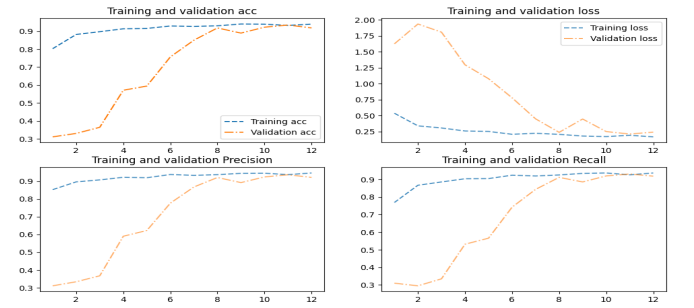 Training and validation acc
0.9
0.8
0.7
0.6
0.5
0.4
0.3
Training acc
Validation acc
2 4 6 8 10 12
Training and validation loss
2.00
1.75
1.50
1.25
1.00
0.75
0.50
0.25
Training loss
Validation loss
2 4 6 8 10 12
Training and validation Precision
0.9
0.8
0.7
0.6
0.5
0.4
0.3
2 4 6 8 10 12
Training and validation Recall
0.9
0.8
0.7
0.6
0.5
0.4
0.3
2 4 6 8 10 12